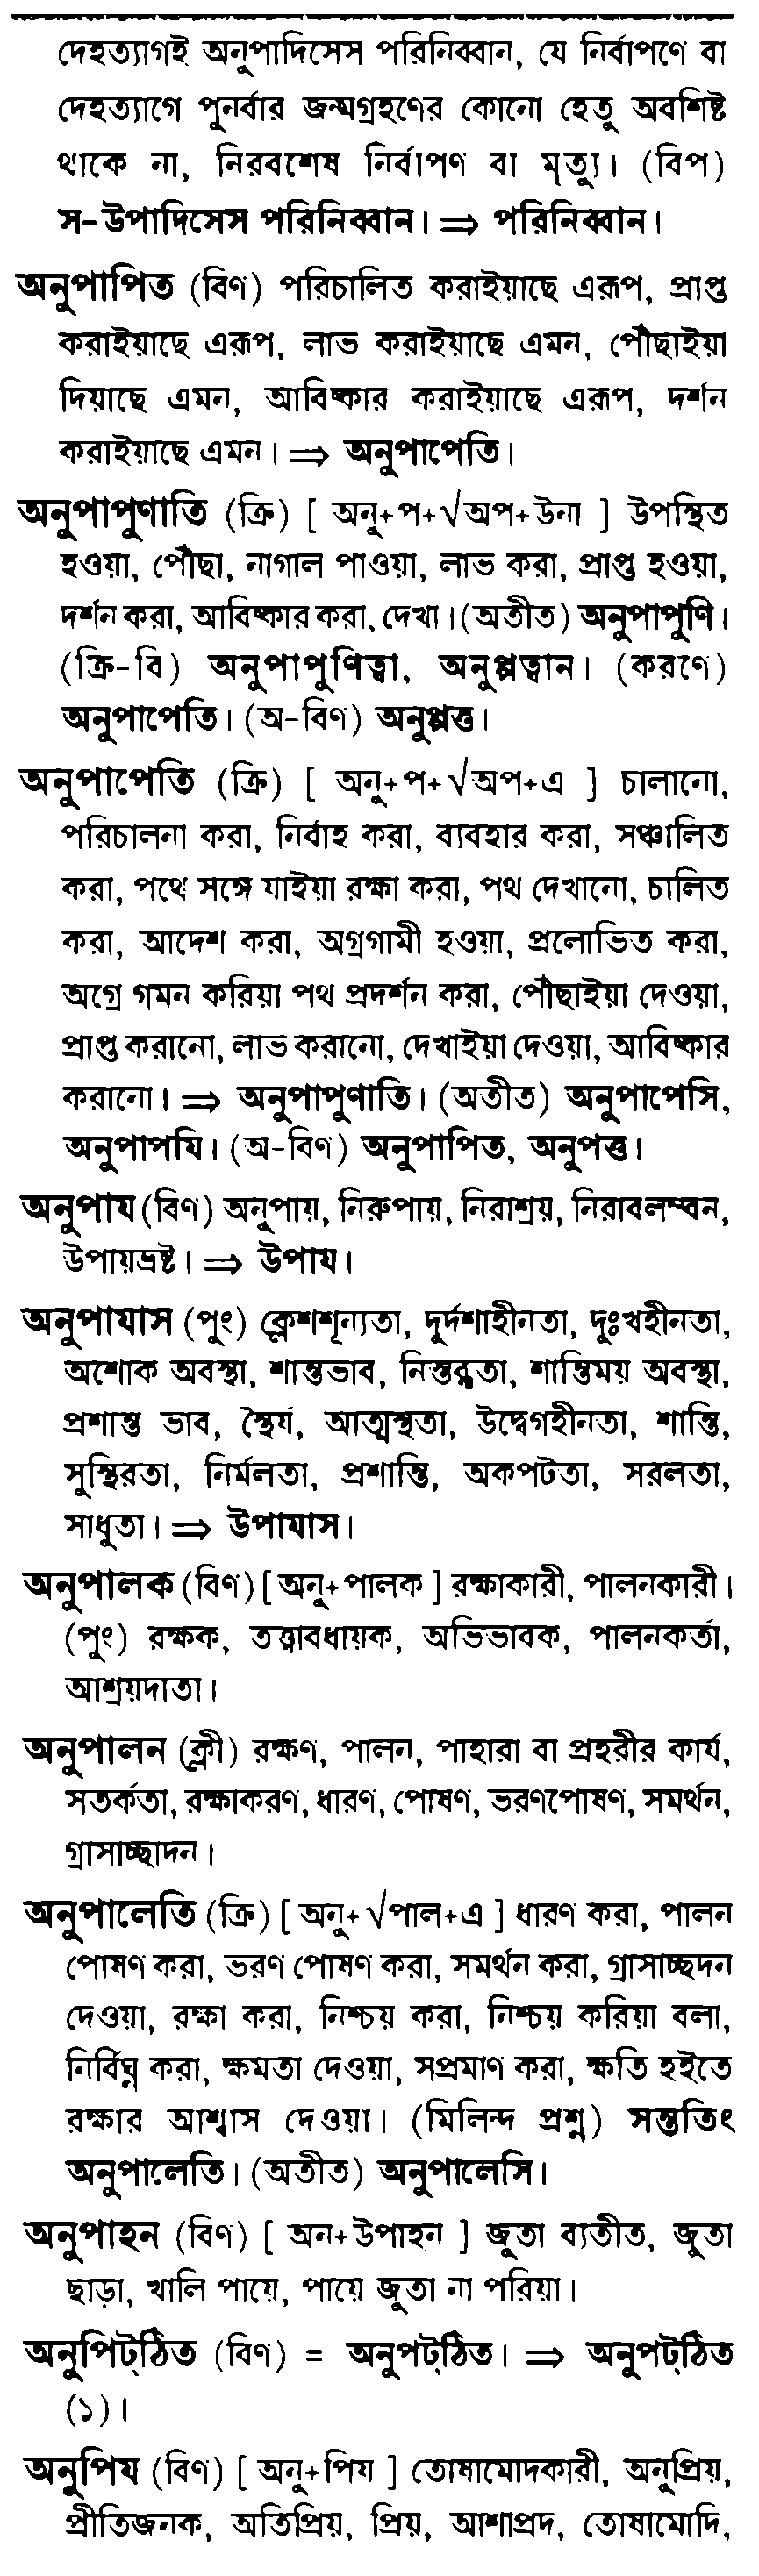 দেহত্যাগই অনুপাদিসেস পরিনিব্বান, যে নির্বাপণে বা
দেহত্যাগে পুনর্বার জন্মগ্রহণের কোনো হেতু অবশিষ্ট
থাকে না, নিরবশেষ নির্বাপণ বা মৃত্যু। (বিপ)
স-উপাদিসেস পরিনিব্বান। ⇒ পরিনিব্বান।
অনুপাপিত (বিণ) পরিচালিত করাইয়াছে এরূপ, প্রাপ্ত
করাইয়াছে এরূপ, লাভ করাইয়াছে এমন, পৌঁছাইয়া
দিয়াছে এমন, আবিষ্কার করাইয়াছে এরূপ, দর্শন
করাইয়াছে এমন। ⇒ অনুপাপেতি।
অনুপাপুণাতি (ক্রি) [ অনু+প+√অপ+উনা ] উপস্থিত
হওয়া, পৌঁছা, নাগাল পাওয়া, লাভ করা, প্রাপ্ত হওয়া,
দর্শন করা, আবিষ্কার করা, দেখা। (অতীত) অনুপাপুণি।
(ক্রি-বি) অনুপাপুণিত্বা, অনুপ্পত্বান। (করণে)
অনুপাপেতি। (অ-বিণ) অনুপ্পত্ত।
অনুপাপেতি (ক্রি) [ অনু+প+√অপ+এ ] চালানো,
পরিচালনা করা, নির্বাহ করা, ব্যবহার করা, সঞ্চালিত
করা, পথে সঙ্গে যাইয়া রক্ষা করা, পথ দেখানো, চালিত
করা, আদেশ করা, অগ্রগামী হওয়া, প্রলোভিত করা,
অগ্রে গমন করিয়া পথ প্রদর্শন করা, পৌঁছাইয়া দেওয়া,
প্রাপ্ত করানো, লাভ করানো, দেখাইয়া দেওয়া, আবিষ্কার
করানো। ⇒ অনুপাপুণাতি। (অতীত) অনুপাপেসি,
অনুপাপযি। (অ-বিণ) অনুপাপিত, অনুপত্ত।
অনুপায (বিণ) অনুপায়, নিরুপায়, নিরাশ্রয়, নিরাবলম্বন,
উপায়ভ্রষ্ট। ⇒ উপায।
অনুপাযাস (পুং) ক্লেশশূন্যতা, দুর্দশাহীনতা, দুঃখহীনতা,
অশোক অবস্থা, শান্তভাব, নিস্তব্ধতা, শান্তিময় অবস্থা,
প্রশান্ত ভাব, স্থৈর্য, আত্মস্থতা, উদ্বেগহীনতা, শান্তি,
সুস্থিরতা, নির্মলতা, প্রশান্তি, অকপটতা, সরলতা,
সাধুতা। ⇒ উপাযাস।
অনুপালক (বিণ) [ অনু+পালক ] রক্ষাকারী, পালনকারী।
(পুং) রক্ষক, তত্ত্বাবধায়ক, অভিভাবক, পালনকর্তা,
আশ্রয়দাতা।
অনুপালন (ক্লী) রক্ষণ, পালন, পাহারা বা প্রহরীর কার্য,
সতর্কতা, রক্ষাকরণ, ধারণ, পোষণ, ভরণপোষণ, সমর্থন,
গ্রাসাচ্ছাদন।
অনুপালেতি (ক্রি) [ অনু+√পাল+এ ] ধারণ করা, পালন
পোষণ করা, ভরণ পোষণ করা, সমর্থন করা, গ্রাসাচ্ছদন
দেওয়া, রক্ষা করা, নিশ্চয় করা, নিশ্চয় করিয়া বলা,
নির্বিঘ্ন করা, ক্ষমতা দেওয়া, সপ্রমাণ করা, ক্ষতি হইতে
রক্ষার আশ্বাস দেওয়া। (মিলিন্দ প্রশ্ন) সন্ততিং
অনুপালেতি। (অতীত) অনুপালেসি।
অনুপাহন (বিণ) [ অন+উপাহন ] জুতা ব্যতীত, জুতা
ছাড়া, খালি পায়ে, পায়ে জুতা না পরিয়া।
অনুপিট্‌ঠিত (বিণ) = অনুপট্‌ঠিত। ⇒ অনুপট্‌ঠিত
(১)।
অনুপিয (বিণ) [ অনু+পিয ] তোষামোদকারী, অনুপ্রিয়,
প্রীতিজনক, অতিপ্রিয়, প্রিয়, আশাপ্রদ, তোষামোদি,